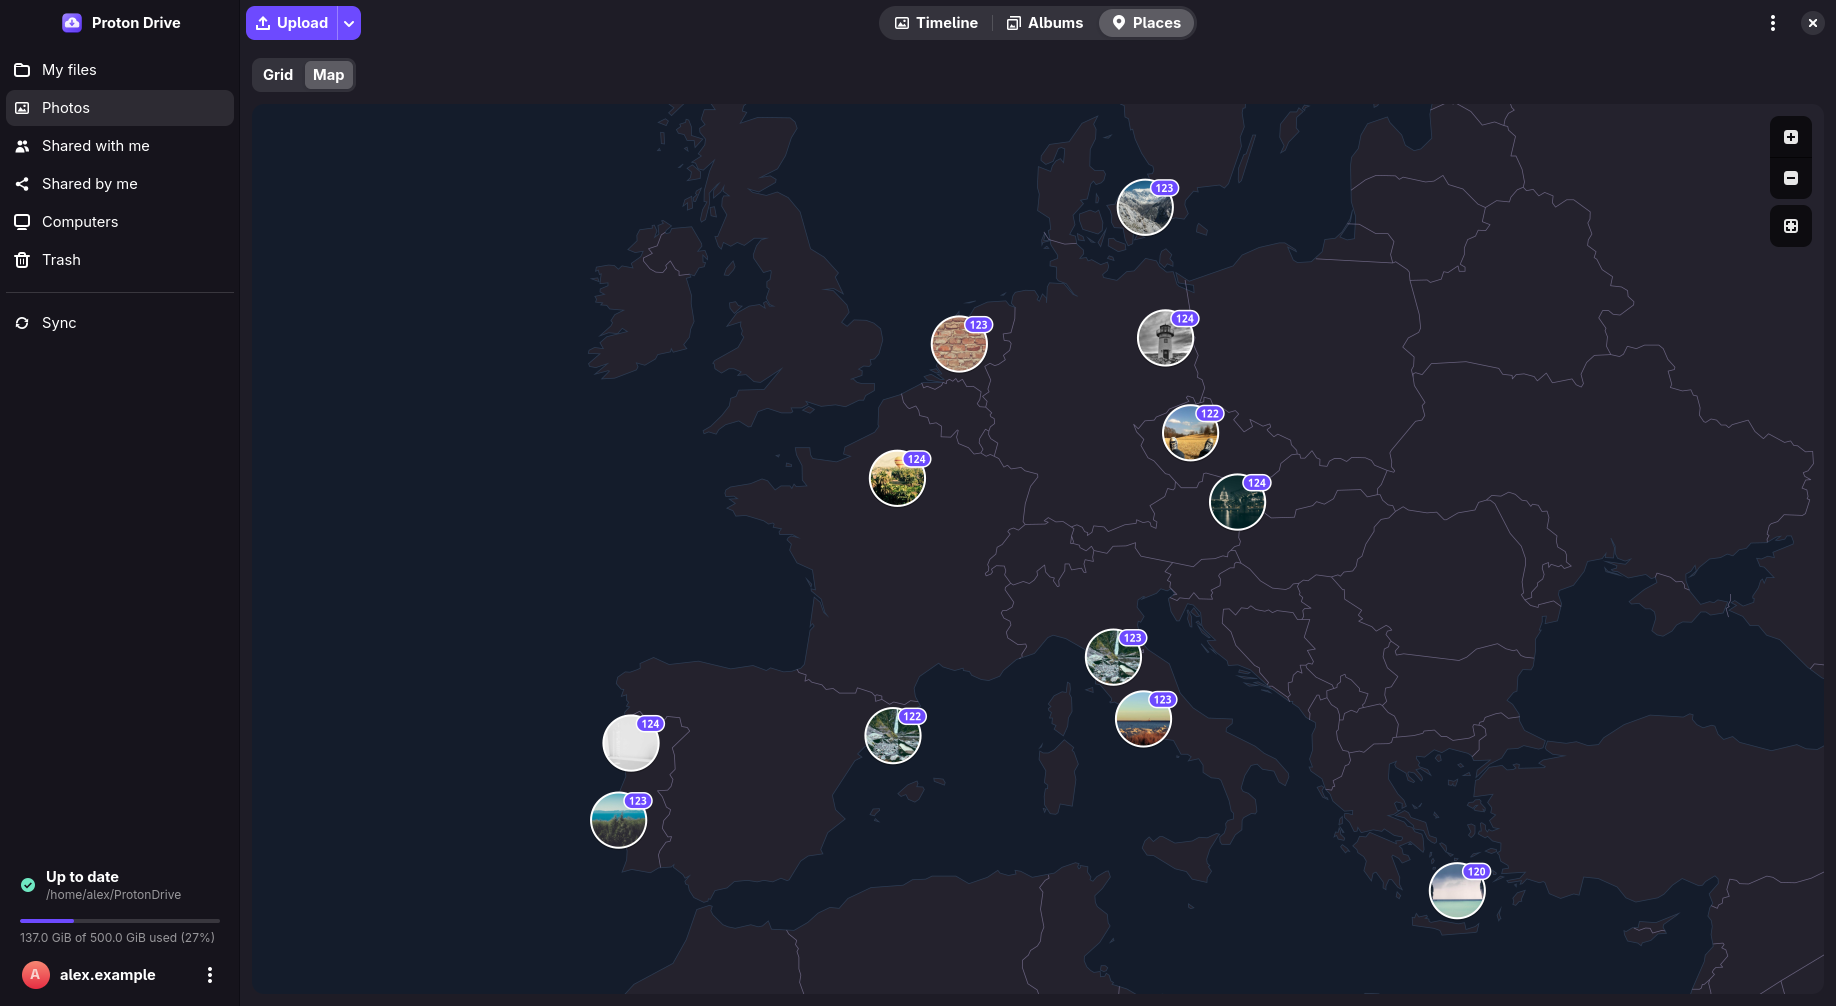 Proton Drive
Upload
Timeline
Albums
Places
My files
Photos
Shared with me
Shared by me
Computers
Trash
Sync
Grid
Map
123
123
124
122
124
124
123
123
124
122
123
120
Up to date
/home/alex/ProtonDrive
137.0 GiB of 500.0 GiB used (27%)
A
alex.example